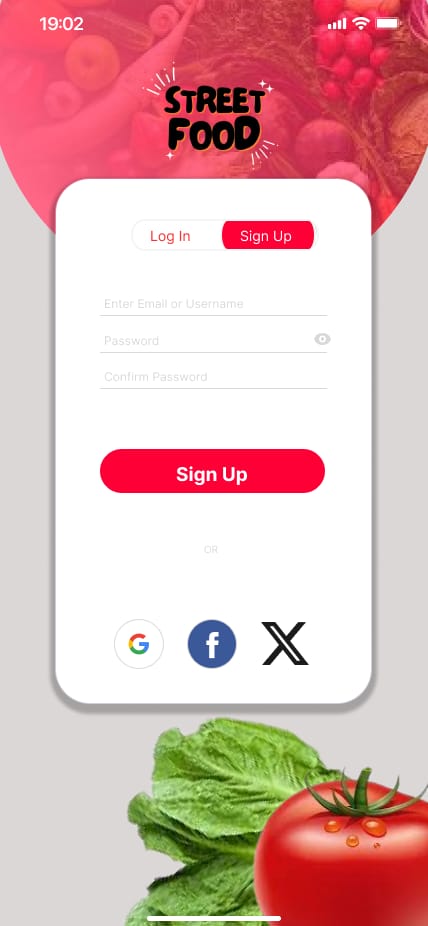 19:02
STREET
FOOD
Log In
Sign Up
Enter Email or Username
Password
Confirm Password
Sign Up
OR